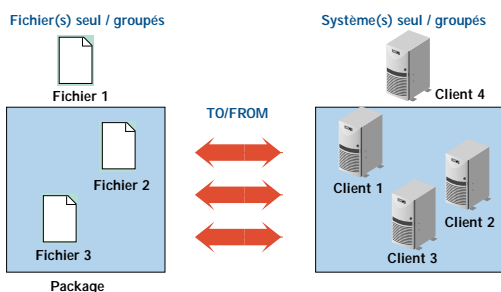 Fichier(s) seul / groupés
Système(s) seul / groupés
Fichier 1
Client 4
TO/FROM
Fichier 2
Client 1
Client 2
Fichier 3
Client 3
Package